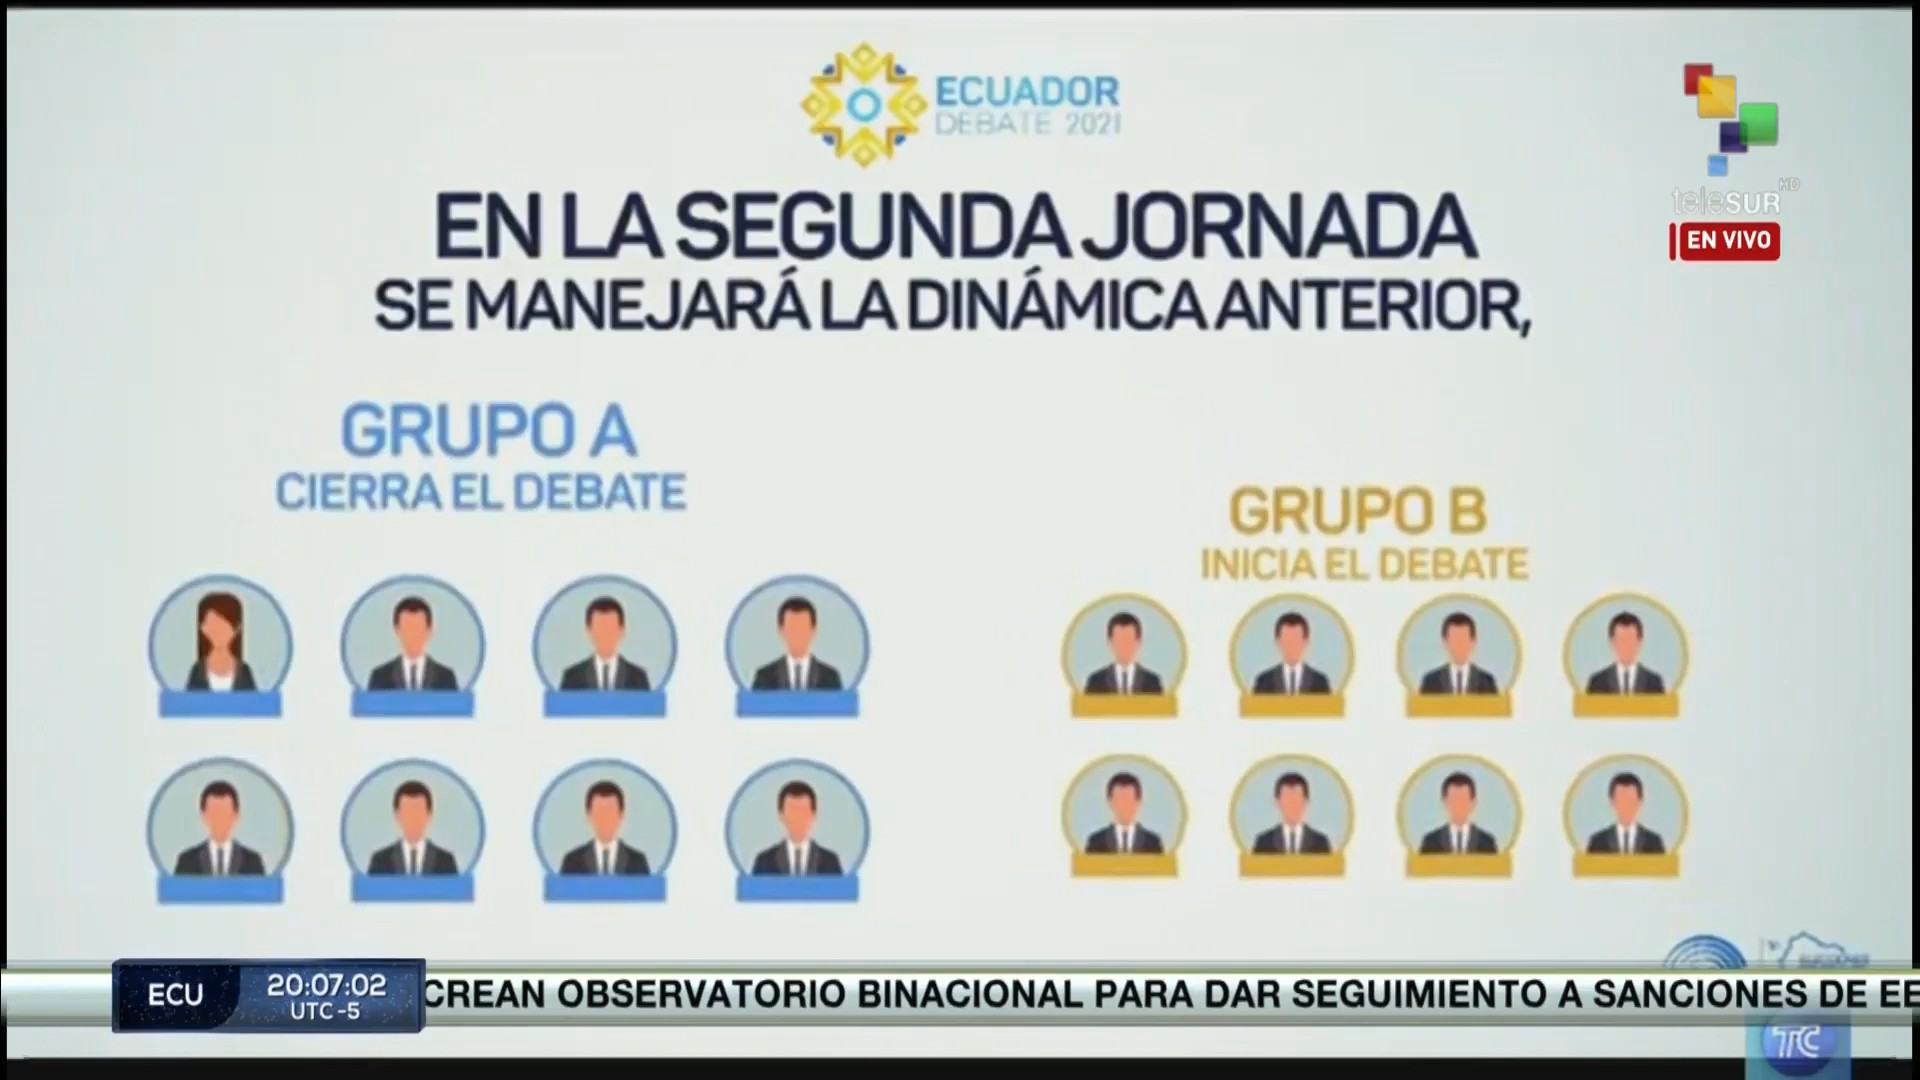 ECUADOR
DEBATE 2021
teleSUR HD
EN VIVO
EN LA SEGUNDA JORNADA
SE MANEJARÁ LA DINÁMICA ANTERIOR,
GRUPO A
CIERRA EL DEBATE
GRUPO B
INICIA EL DEBATE
ECU
20:07:02
UTC -5
CREAN OBSERVATORIO BINACIONAL PARA DAR SEGUIMIENTO A SANCIONES DE EE
TC